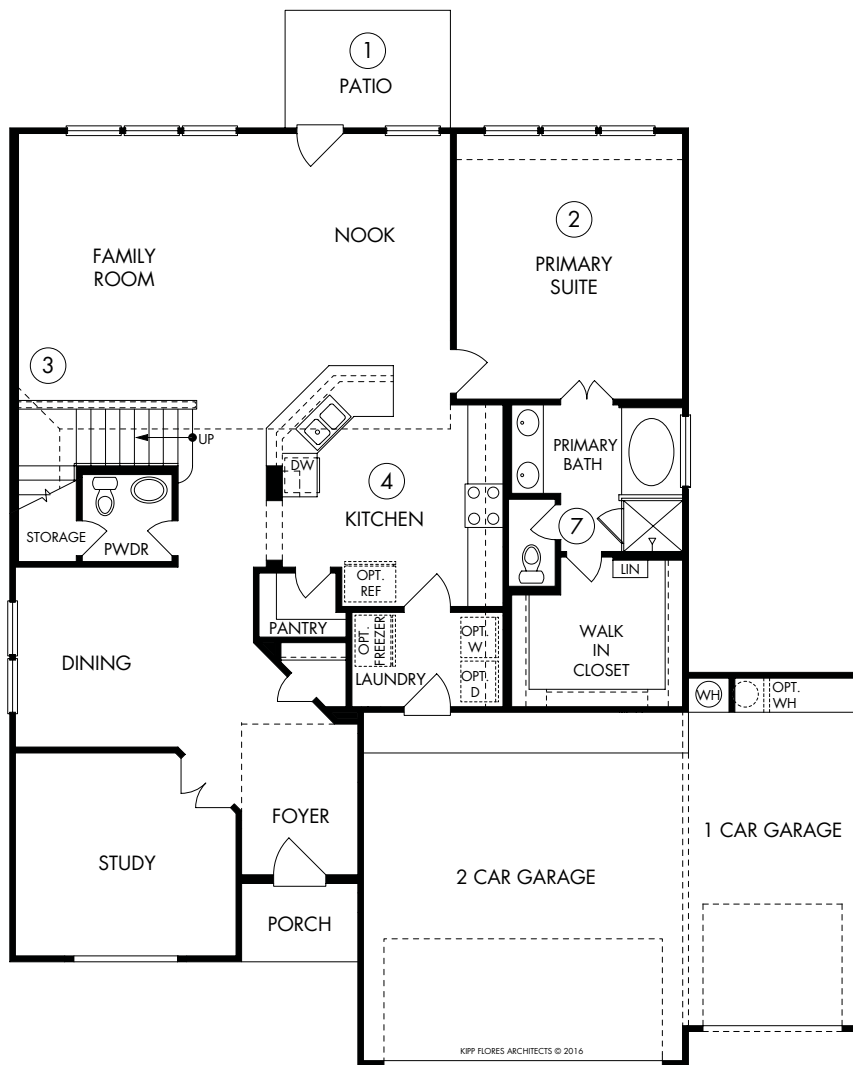 1
PATIO
NOOK
FAMILY
ROOM
2
PRIMARY
SUITE
3
UP
DW
4
KITCHEN
PRIMARY
BATH
7
STORAGE
PWDR
OPT.
REF
LIN
PANTRY
OPT.
FREEZER
OPT.
W
LAUNDRY
OPT.
D
WALK
IN
CLOSET
DINING
WH
OPT.
WH
FOYER
STUDY
1 CAR GARAGE
2 CAR GARAGE
PORCH
KIPP FLORES ARCHITECTS © 2016